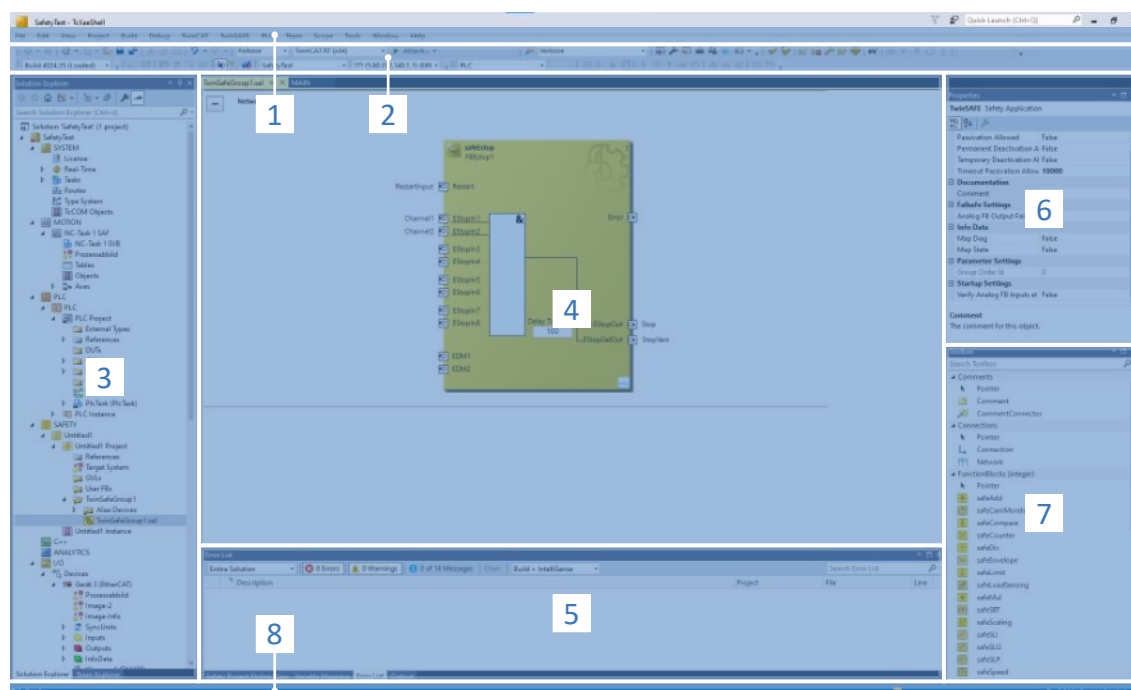 SafetyTest - TcXaeShell
Quick Launch (Ctrl+Q)
File Edit View Project Build Debug TwinCAT TwinSAFE PLC Team Scope Tools Window Help
Release TwinCAT RT (x64) Attach... Verbose
Build 4024.25 (Loaded) SafetyTest PLC
1
2
Solution Explorer
Search Solution Explorer (Ctrl+ü)
Solution 'SafetyTest' (1 project)
SafetyTest
SYSTEM
License
Real-Time
Tasks
Routes
Type System
TcCOM Objects
MOTION
NC-Task 1 SAF
NC-Task 1 SVB
Prozessabbild
Tables
Objects
Axes
PLC
PLC
PLC Project
External Types
References
DUTs
3
PlcTask (PlcTask)
PLC Instance
SAFETY
Untitled1
Untitled1 Project
References
Target System
GVLs
User FBs
TwinSafeGroup1
Alias Devices
TwinSafeGroup1.sal
Untitled1 Instance
C++
ANALYTICS
I/O
Devices
Gerät 3 (EtherCAT)
Prozessabbild
Image-2
Image-Info
SyncUnits
Inputs
Outputs
InfoData
Solution Explorer Team Explorer
TwinSafeGroup1.sal MAIN
safeEstop
FBEstop1
RestartInput Restart
Channel1 EStopIn1 & Error
Channel2 EStopIn2
EStopIn3
EStopIn4
EStopIn5
EStopIn6
EStopIn7
EStopIn8
4
100
EStopOut Stop
EStopDelOut StopVerz
EDM1
EDM2
Error List
Entire Solution 0 Errors 0 Warnings 0 of 14 Messages Clear Build + IntelliSense Search Error List
Description Project File Line
5
8
Error List Output
Properties
TwinSAFE Safety Application
Passivation Allowed False
Permanent Deactivation A False
Temporary Deactivation Al False
Timeout Passivation Allow 10000
Documentation
Comment
Failsafe Settings
Analog FB Output Fai
6
Info Data
Map Diag False
Map State False
Parameter Settings
Group Order Id 0
Startup Settings
Verify Analog FB Inputs at False
Comment
The comment for this object.
Toolbox
Search Toolbox
Comments
Pointer
Comment
CommentConnector
Connections
Pointer
Connection
Network
FunctionBlocks (integer)
Pointer
safeAdd
safeCamMonito
7
safeCompare
safeCounter
safeDiv
safeEnvelope
safeLimit
safeLoadSensing
safeMul
safeSBT
safeScaling
safeSLI
safeSLI2
safeSLP
safeSpeed